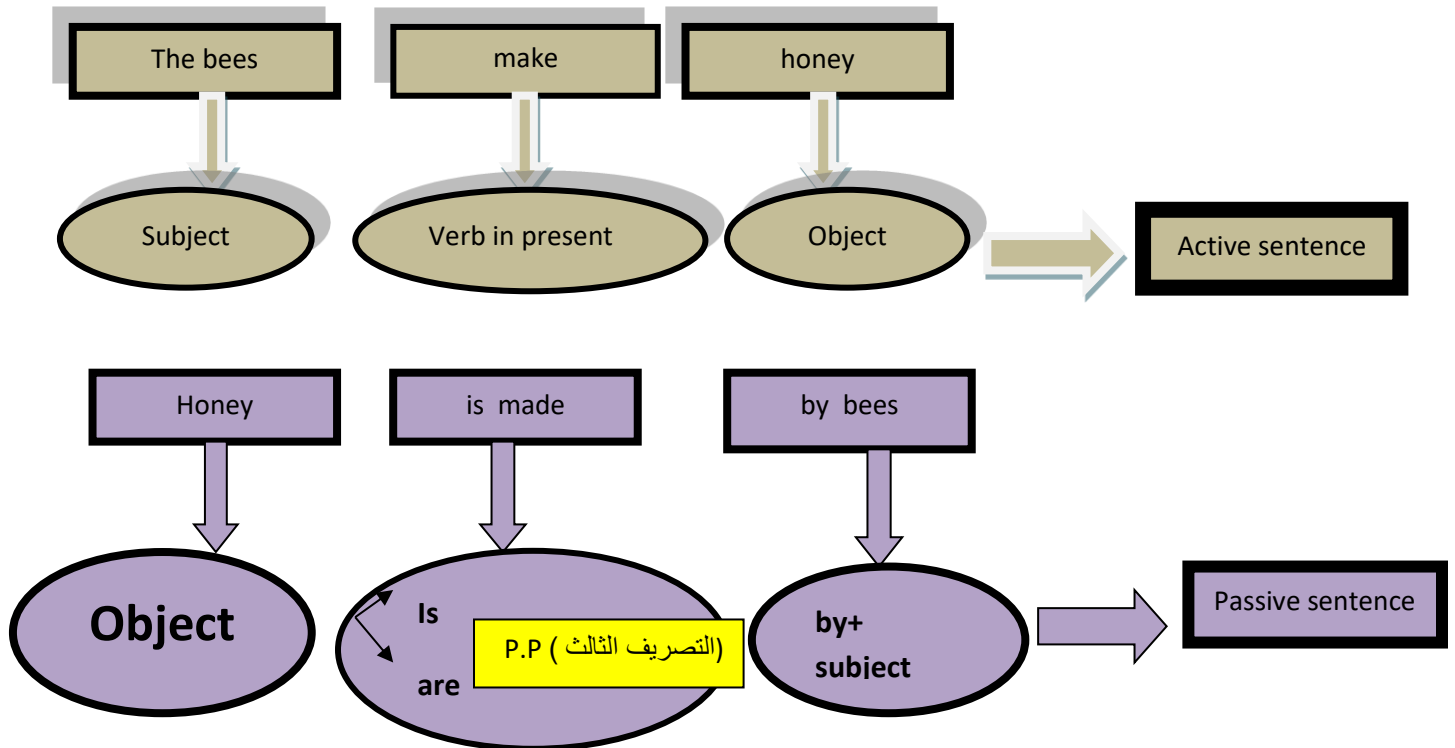 The bees
make
honey
Subject
Verb in present
Object
Active sentence
Honey
is made
by bees
Object
Is
are
P.P ( التصريف الثالث)
by+
subject
Passive sentence